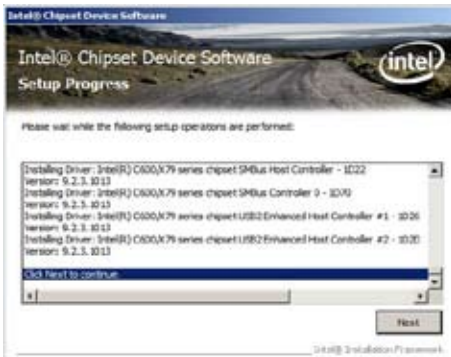 Intel® Chipset Device Software
Intel® Chipset Device Software
intel
Setup Progress
Please wait while the following setup operations are performed:
Installing Driver: Intel(R) C600/X79 series chipset SMBus Host Controller - 1D22
Version: 9.2.3.1013
Installing Driver: Intel(R) C600/X79 series chipset SMBus Controller 0 - 1D70
Version: 9.2.3.1013
Installing Driver: Intel(R) C600/X79 series chipset USB2 Enhanced Host Controller #1 - 1D26
Version: 9.2.3.1013
Installing Driver: Intel(R) C600/X79 series chipset USB2 Enhanced Host Controller #2 - 1D2D
Version: 9.2.3.1013
Click Next to continue.
Next
Intel® Installation Framework